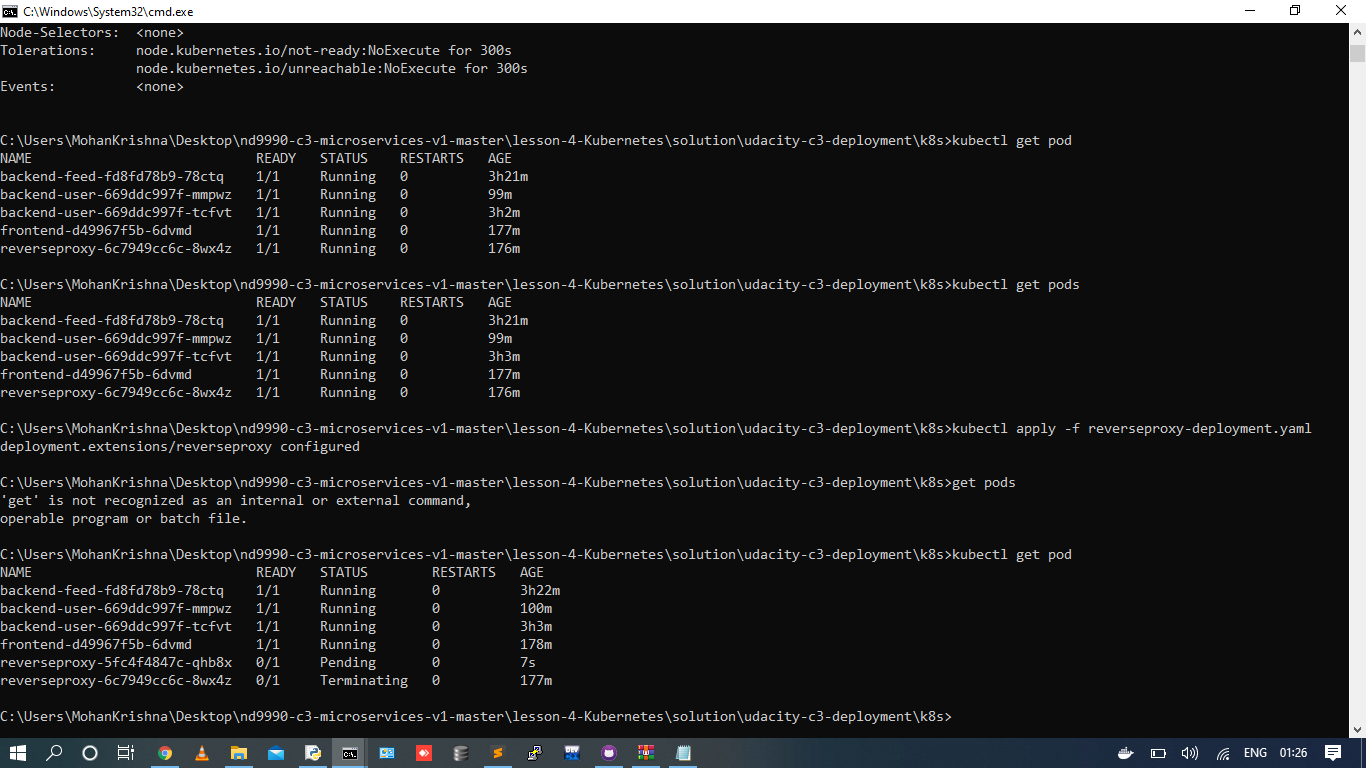 C:\Windows\System32\cmd.exe
Node-Selectors:  <none>
Tolerations:     node.kubernetes.io/not-ready:NoExecute for 300s
                 node.kubernetes.io/unreachable:NoExecute for 300s
Events:          <none>
C:\Users\MohanKrishna\Desktop\nd9990-c3-microservices-v1-master\lesson-4-Kubernetes\solution\udacity-c3-deployment\k8s>kubectl get pod
NAME                            READY   STATUS    RESTARTS   AGE
backend-feed-fd8fd78b9-78ctq    1/1     Running   0          3h21m
backend-user-669ddc997f-mmpwz   1/1     Running   0          99m
backend-user-669ddc997f-tcfvt   1/1     Running   0          3h2m
frontend-d49967f5b-6dvmd        1/1     Running   0          177m
reverseproxy-6c7949cc6c-8wx4z   1/1     Running   0          176m
C:\Users\MohanKrishna\Desktop\nd9990-c3-microservices-v1-master\lesson-4-Kubernetes\solution\udacity-c3-deployment\k8s>kubectl get pods
NAME                            READY   STATUS    RESTARTS   AGE
backend-feed-fd8fd78b9-78ctq    1/1     Running   0          3h21m
backend-user-669ddc997f-mmpwz   1/1     Running   0          99m
backend-user-669ddc997f-tcfvt   1/1     Running   0          3h3m
frontend-d49967f5b-6dvmd        1/1     Running   0          177m
reverseproxy-6c7949cc6c-8wx4z   1/1     Running   0          176m
C:\Users\MohanKrishna\Desktop\nd9990-c3-microservices-v1-master\lesson-4-Kubernetes\solution\udacity-c3-deployment\k8s>kubectl apply -f reverseproxy-deployment.yaml
deployment.extensions/reverseproxy configured
C:\Users\MohanKrishna\Desktop\nd9990-c3-microservices-v1-master\lesson-4-Kubernetes\solution\udacity-c3-deployment\k8s>get pods
'get' is not recognized as an internal or external command,
operable program or batch file.
C:\Users\MohanKrishna\Desktop\nd9990-c3-microservices-v1-master\lesson-4-Kubernetes\solution\udacity-c3-deployment\k8s>kubectl get pod
NAME                            READY   STATUS        RESTARTS   AGE
backend-feed-fd8fd78b9-78ctq    1/1     Running       0          3h22m
backend-user-669ddc997f-mmpwz   1/1     Running       0          100m
backend-user-669ddc997f-tcfvt   1/1     Running       0          3h3m
frontend-d49967f5b-6dvmd        1/1     Running       0          178m
reverseproxy-5fc4f4847c-qhb8x   0/1     Pending       0          7s
reverseproxy-6c7949cc6c-8wx4z   0/1     Terminating   0          177m
C:\Users\MohanKrishna\Desktop\nd9990-c3-microservices-v1-master\lesson-4-Kubernetes\solution\udacity-c3-deployment\k8s>
ENG 01:26